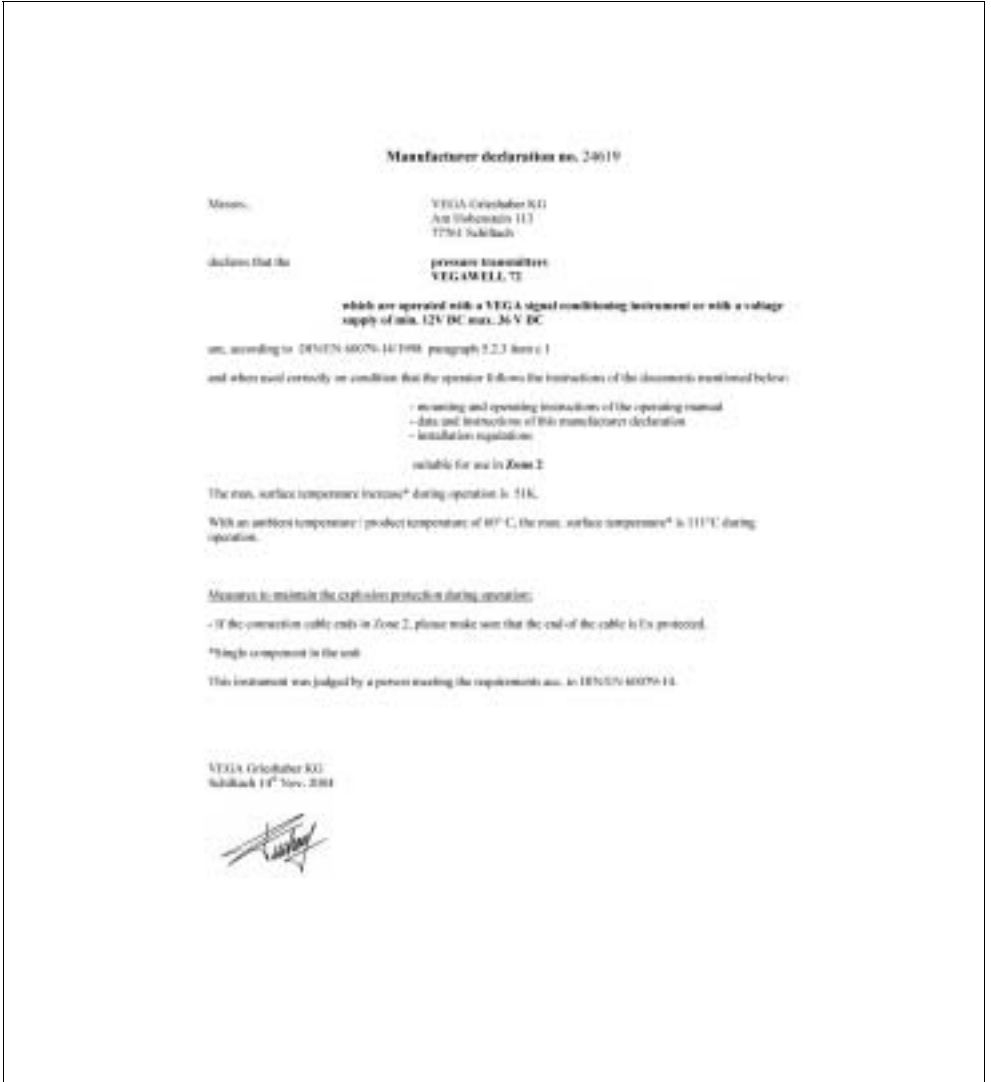 Manufacturer declaration no. 24619
Messrs.
VEGA Grieshaber KG
Am Hohenstein 113
77761 Schiltach
declares that the
pressure transmitters
VEGAWELL 72
which are operated with a VEGA signal conditioning instrument or with a voltage
supply of min. 12V DC max. 36 V DC
are, according to DIN/EN 60079-14/1998 paragraph 5.2.3 item c 1
and when used correctly on condition that the operator follows the instructions of the documents mentioned below:
- mounting and operating instructions of the operating manual
- data and instructions of this manufacturer declaration
- installation regulations
suitable for use in Zone 2
The max. surface temperature increase* during operation is 51K.
With an ambient temperature / product temperature of 60° C, the max. surface temperature* is 111°C during
operation.
Measures to maintain the explosion protection during operation:
- If the connection cable ends in Zone 2, please make sure that the end of the cable is Ex protected.
*Single component in the unit
This instrument was judged by a person meeting the requirements acc. to DIN/EN 60079-14.
VEGA Grieshaber KG
Schiltach Nov.